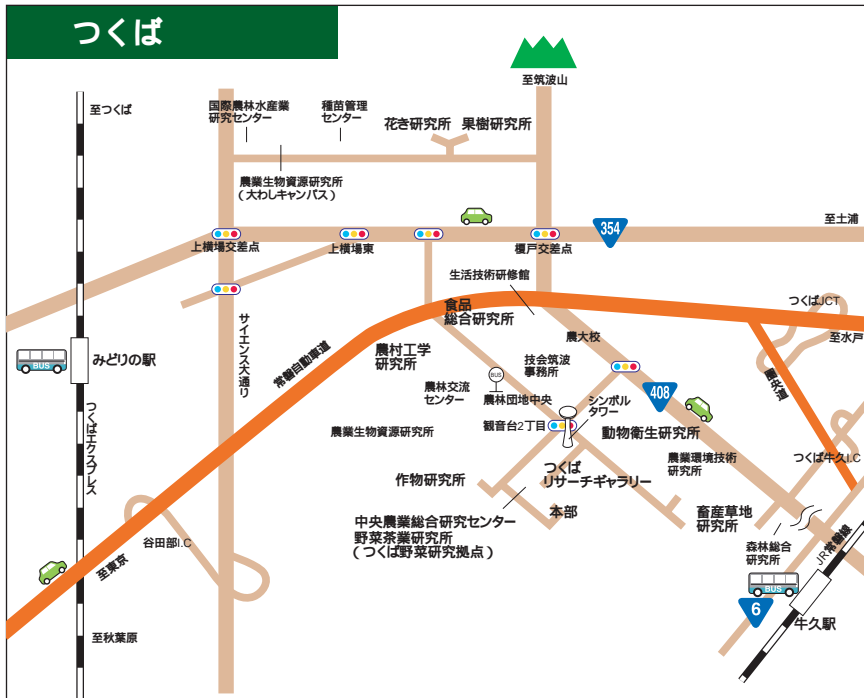 つくば
至筑波山
至つくば
国際農林水産業
研究センター
種苗管理
センター
花き研究所
果樹研究所
農業生物資源研究所
(大わしキャンパス)
354
至土浦
上横場交差点
上横場東
榎戸交差点
生活技術研修館
食品
総合研究所
つくばJCT
至水戸
農大校
サイエンス大通り
常磐自動車道
農村工学
研究所
技会筑波
事務所
圏央道
BUS
みどりの駅
BUS
農林交流
センター
農林団地中央
シンボル
タワー
408
つくばエクスプレス
農業生物資源研究所
観音台2丁目
動物衛生研究所
農業環境技術
研究所
つくば牛久I.C
作物研究所
つくば
リサーチギャラリー
本部
畜産草地
研究所
中央農業総合研究センター
野菜茶業研究所
(つくば野菜研究拠点)
谷田部I.C
至東京
森林総合
研究所
JR常磐線
BUS
6
牛久駅
至秋葉原